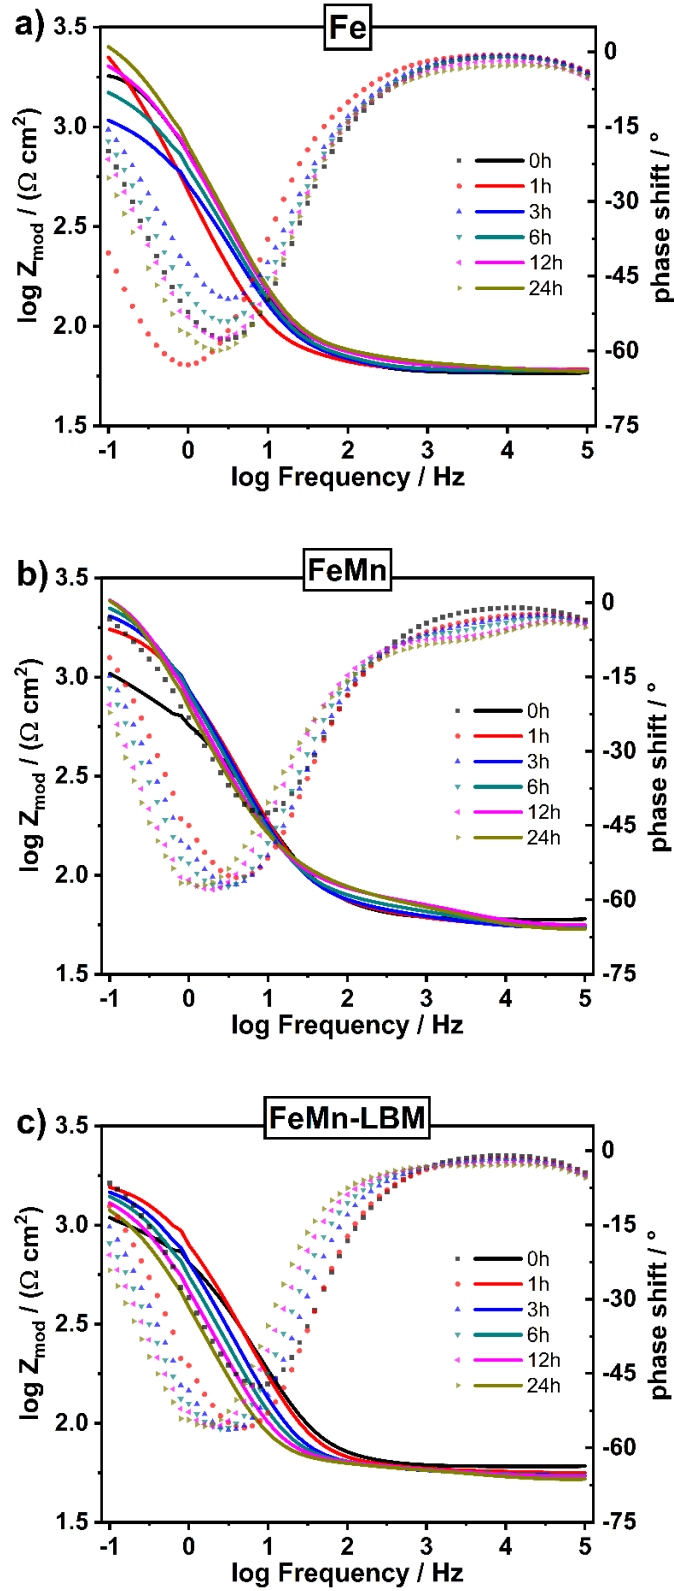 a)
Fe
3.5
3.0
2.5
2.0
1.5
log Z mod / (Ω cm²)
0
-15
-30
-45
-60
-75
phase shift / °
0h
1h
3h
6h
12h
24h
-1 0 1 2 3 4 5
log Frequency / Hz
b)
FeMn
3.5
3.0
2.5
2.0
1.5
log Z mod / (Ω cm²)
0
-15
-30
-45
-60
-75
phase shift / °
0h
1h
3h
6h
12h
24h
-1 0 1 2 3 4 5
log Frequency / Hz
c)
FeMn-LBM
3.5
3.0
2.5
2.0
1.5
log Z mod / (Ω cm²)
0
-15
-30
-45
-60
-75
phase shift / °
0h
1h
3h
6h
12h
24h
-1 0 1 2 3 4 5
log Frequency / Hz